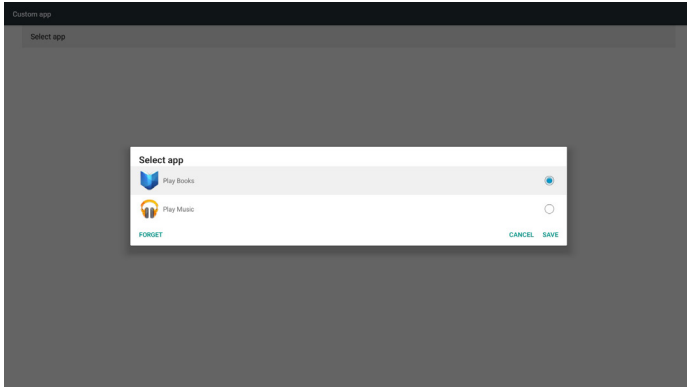 Custom app
Select app
Select app
Play Books
Play Music
FORGET CANCEL SAVE